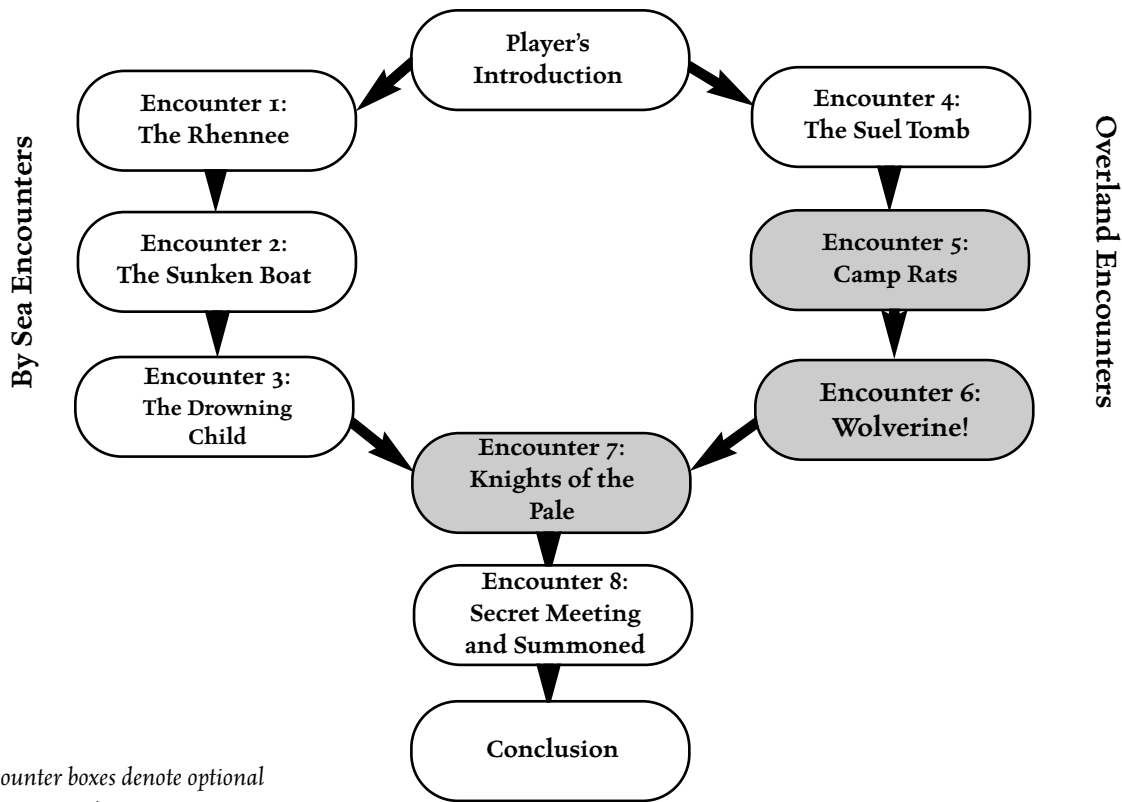 Player’s
Introduction
By Sea Encounters
Encounter 1:
The Rhennee
Encounter 2:
The Sunken Boat
Encounter 3:
The Drowning
Child
Overland Encounters
Encounter 4:
The Suel Tomb
Encounter 5:
Camp Rats
Encounter 6:
Wolverine!
Encounter 7:
Knights of the
Pale
Encounter 8:
Secret Meeting
and Summoned
Conclusion
ounter boxes denote optional